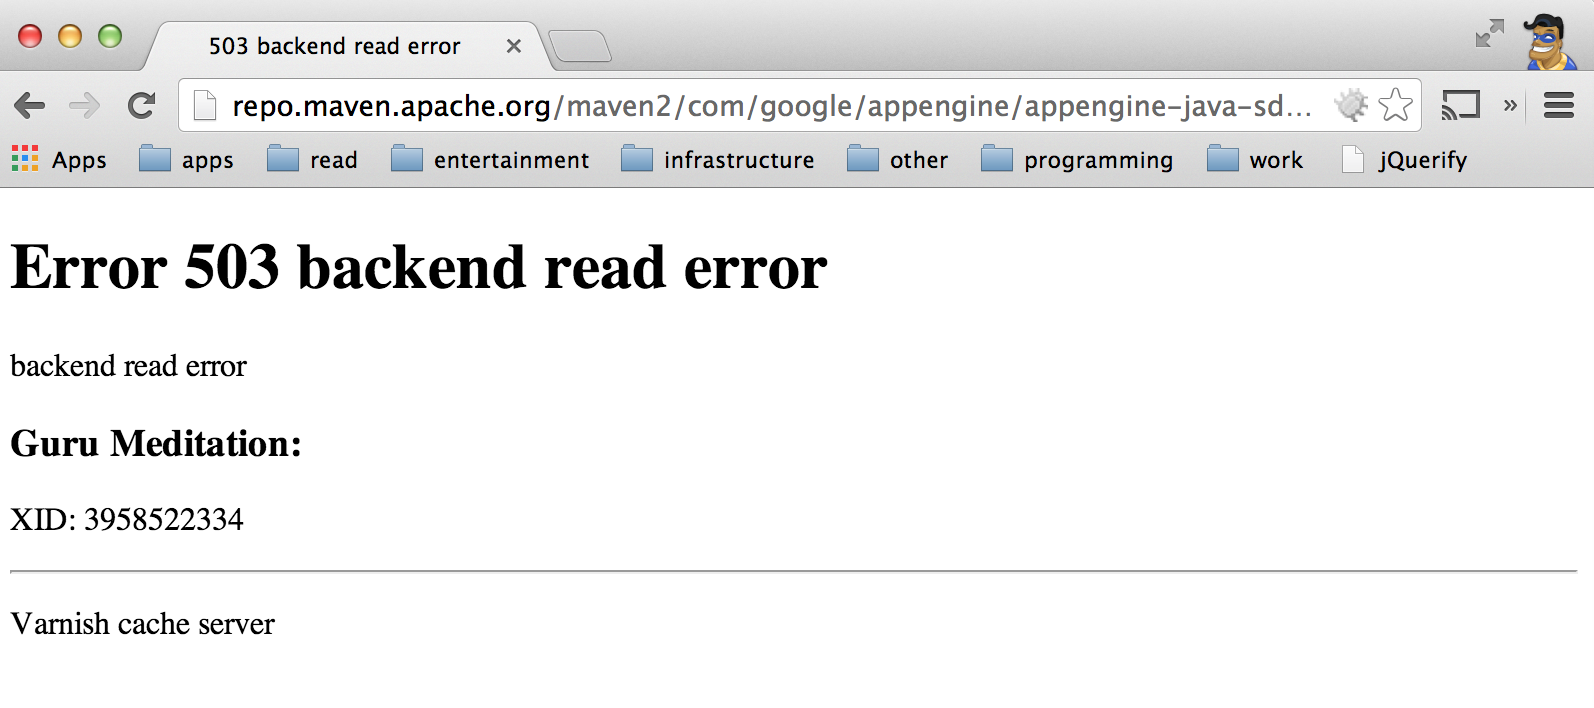 503 backend read error
repo.maven.apache.org/maven2/com/google/appengine/appengine-java-sd...
Apps apps read entertainment infrastructure other programming work jQuerify
Error 503 backend read error
backend read error
Guru Meditation:
XID: 3958522334
Varnish cache server